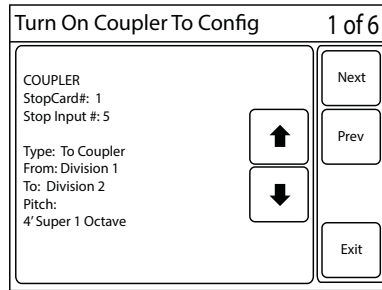 Turn On Coupler To Config
1 of 6
COUPLER
StopCard#: 1
Stop Input #: 5
Type: To Coupler
From: Division 1
To: Division 2
Pitch:
4' Super 1 Octave
Next
Prev
Exit